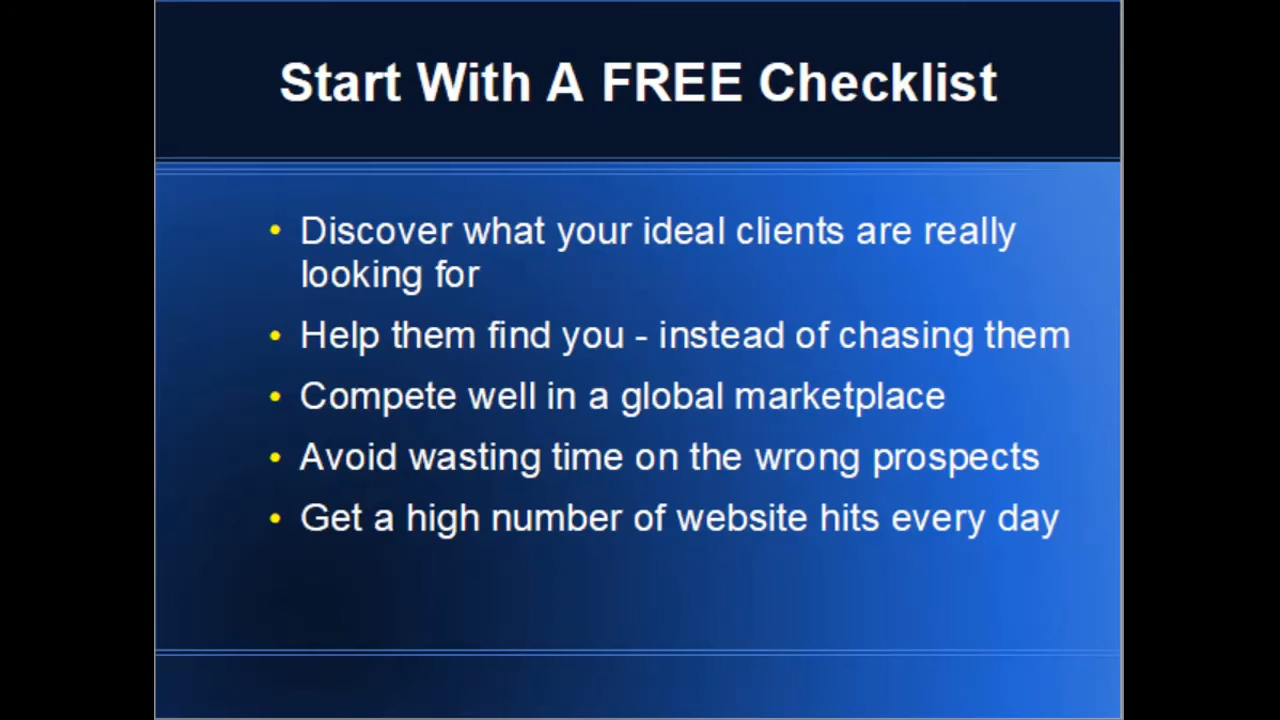 Start With A FREE Checklist
• Discover what your ideal clients are really
looking for
• Help them find you - instead of chasing them
• Compete well in a global marketplace
• Avoid wasting time on the wrong prospects
• Get a high number of website hits every day